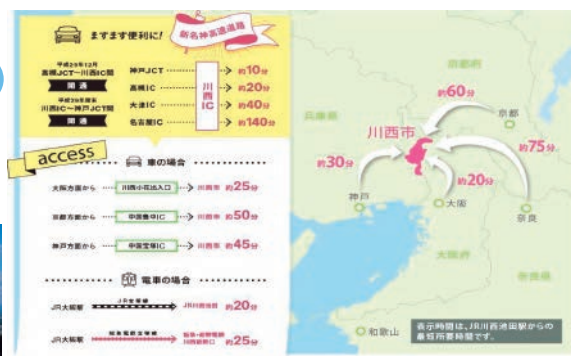 ますます便利に!
新名神高速道路
平成29年12月
高槻JCT〜川西IC間
開通
平成29年度末
川西IC〜神戸JCT間
開通
神戸JCT
約10分
高槻IC
約20分
大津IC
約40分
名古屋IC
約140分
川西IC
access
車の場合
大阪方面から
川西小花出入口
川西市
約25分
京都方面から
中国豊中IC
川西市
約50分
神戸方面から
中国宝塚IC
川西市
約45分
電車の場合
JR大阪駅
JR宝塚線
JR川西池田
約20分
JR大阪駅
阪急電鉄宝塚線
川西能勢口
約25分
京都府
兵庫県
約60分
京都
川西市
約75分
約30分
約20分
神戸
大阪
奈良
大阪府
奈良県
和歌山
表示時間は、JR川西池田駅からの
最短所要時間です。